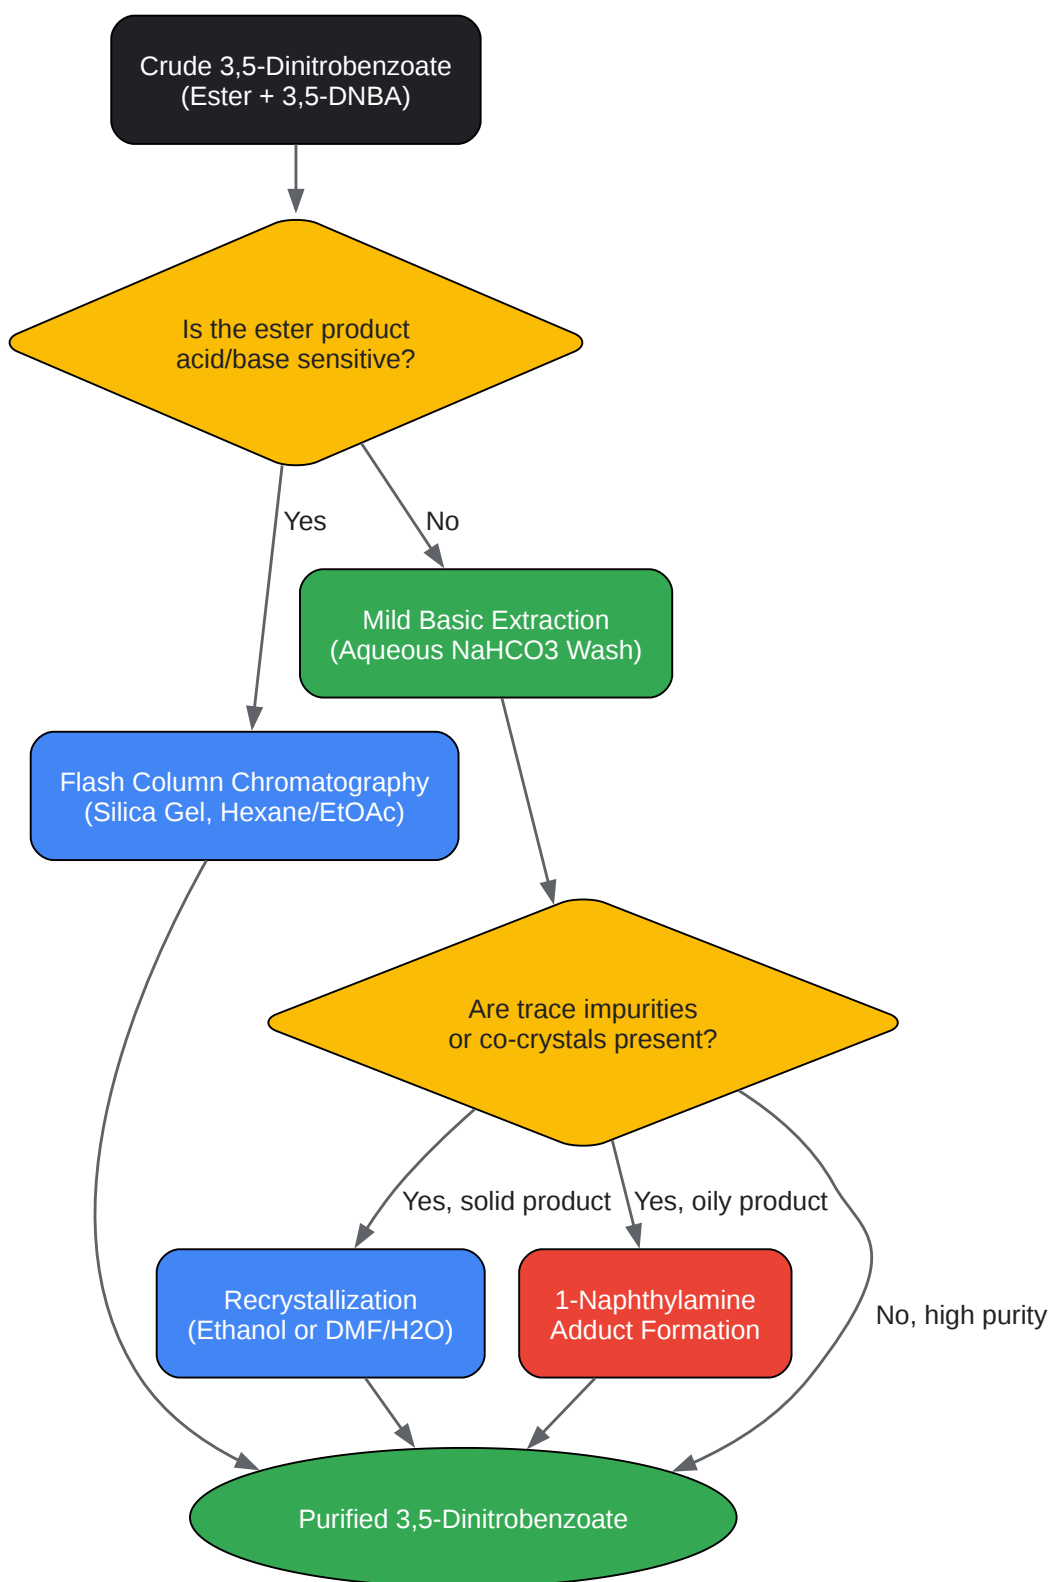 Crude 3,5-Dinitrobenzoate
(Ester + 3,5-DNBA)
Is the ester product
acid/base sensitive?
Yes
No
Mild Basic Extraction
(Aqueous NaHCO3 Wash)
Flash Column Chromatography
(Silica Gel, Hexane/EtOAc)
Are trace impurities
or co-crystals present?
Yes, solid product
Yes, oily product
Recrystallization
(Ethanol or DMF/H2O)
1-Naphthylamine
Adduct Formation
No, high purity
Purified 3,5-Dinitrobenzoate